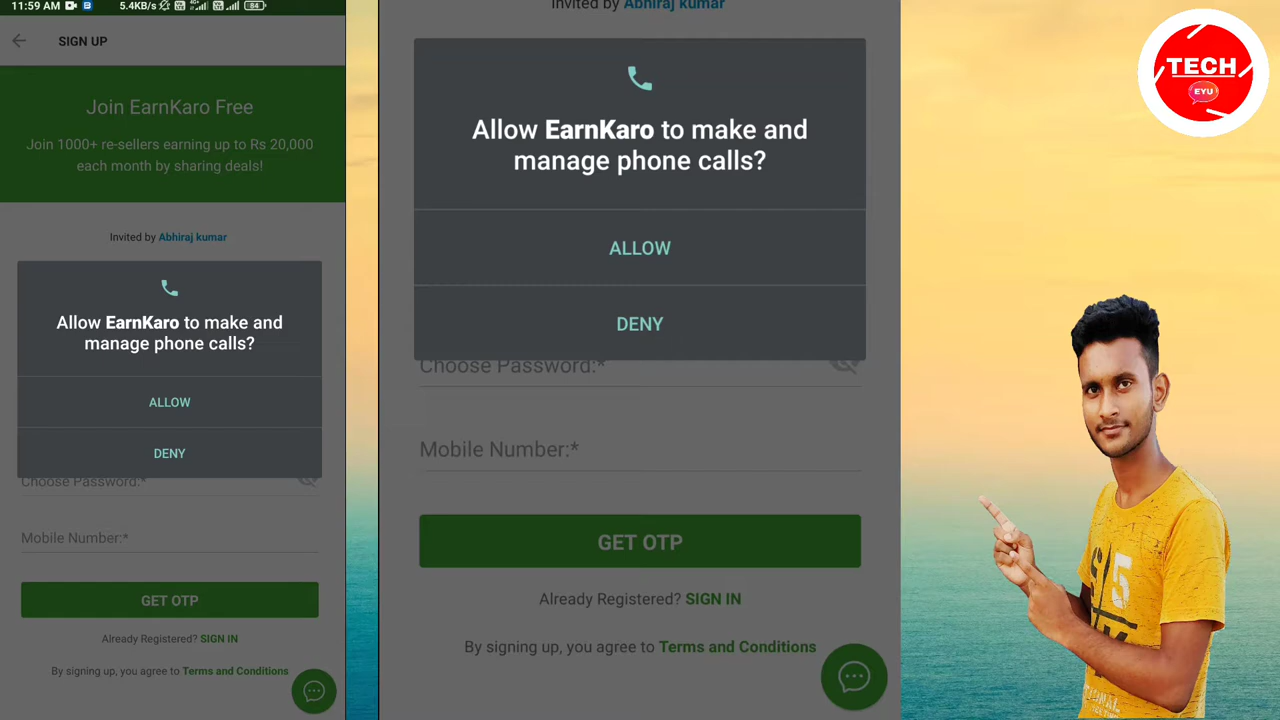 11:59 AM 5.4KB/s 84
SIGN UP
Join EarnKaro Free
Join 1000+ re-sellers earning up to Rs 20,000
each month by sharing deals!
Invited by Abhiraj kumar
Allow EarnKaro to make and
manage phone calls?
ALLOW
DENY
Choose Password:*
Mobile Number:*
GET OTP
Already Registered? SIGN IN
By signing up, you agree to Terms and Conditions
Invited by Abhiraj kumar
Allow EarnKaro to make and
manage phone calls?
ALLOW
DENY
Choose Password:*
Mobile Number:*
GET OTP
Already Registered? SIGN IN
By signing up, you agree to Terms and Conditions
TECH
EYU